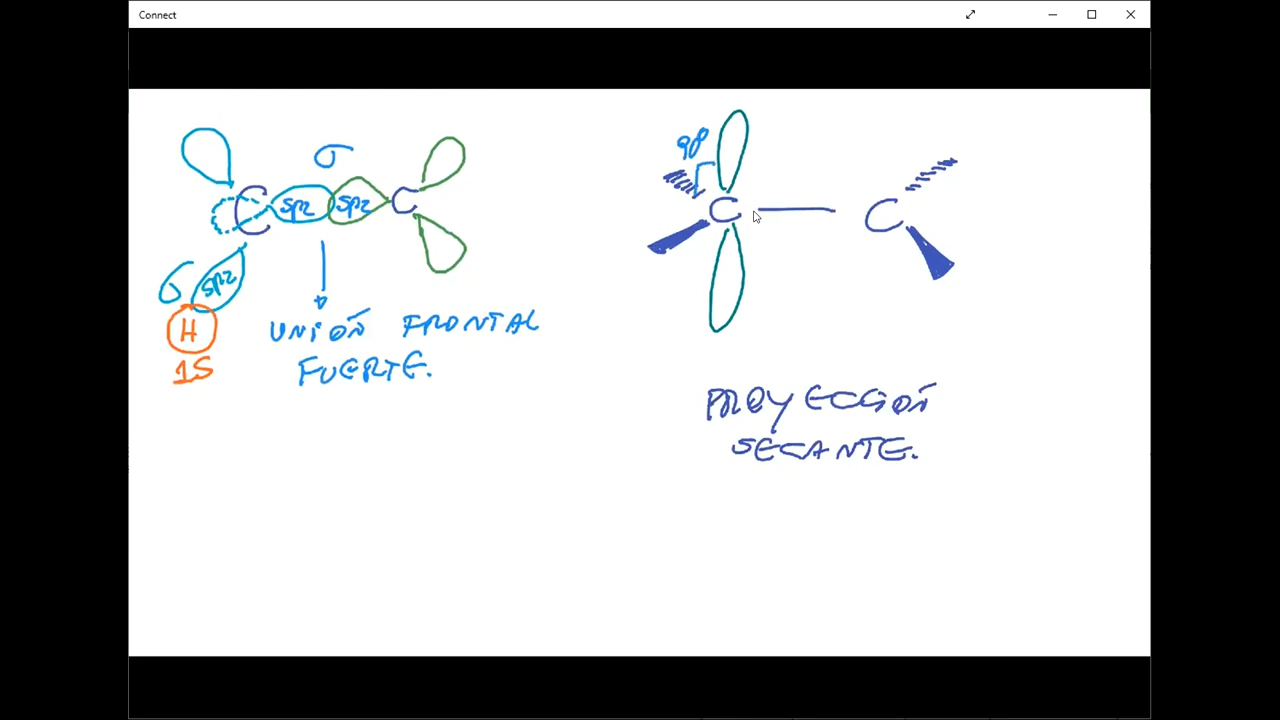 Connect
σ
C sp2 sp2 C
σ sp2
H
1S
UNIÓN FRONTAL
FUERTE.
90°
C C
PROYECCIÓN
SECANTE.